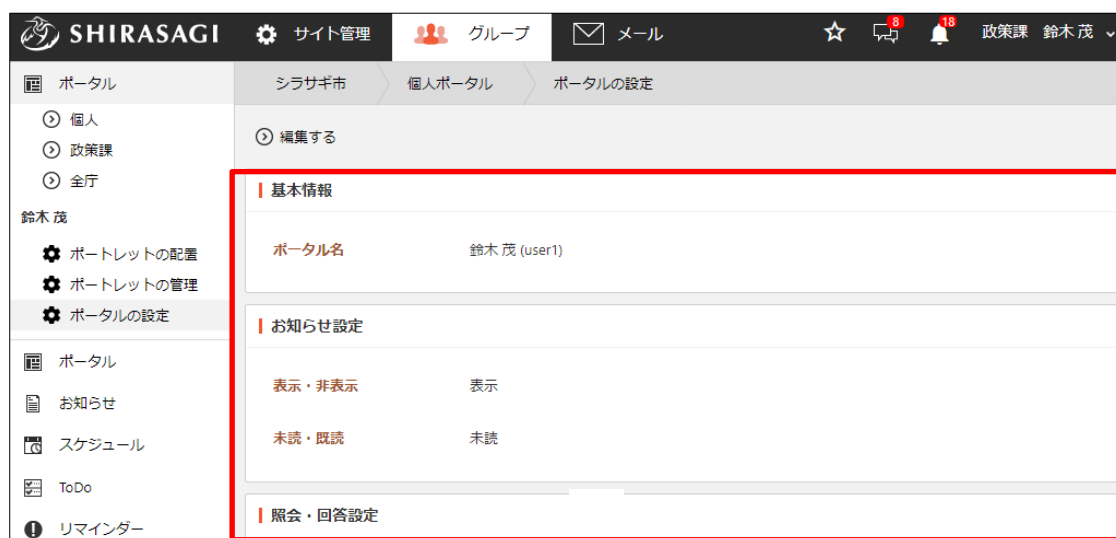 SHIRASAGI サイト管理 グループ メール 8 18 政策課 鈴木 茂
ポータル
個人
政策課
全庁
鈴木 茂
ポートレットの配置
ポートレットの管理
ポータルの設定
ポータル
お知らせ
スケジュール
ToDo
リマインダー
シラサギ市 個人ポータル ポータルの設定
編集する
基本情報
ポータル名 鈴木 茂 (user1)
お知らせ設定
表示・非表示 表示
未読・既読 未読
照会・回答設定